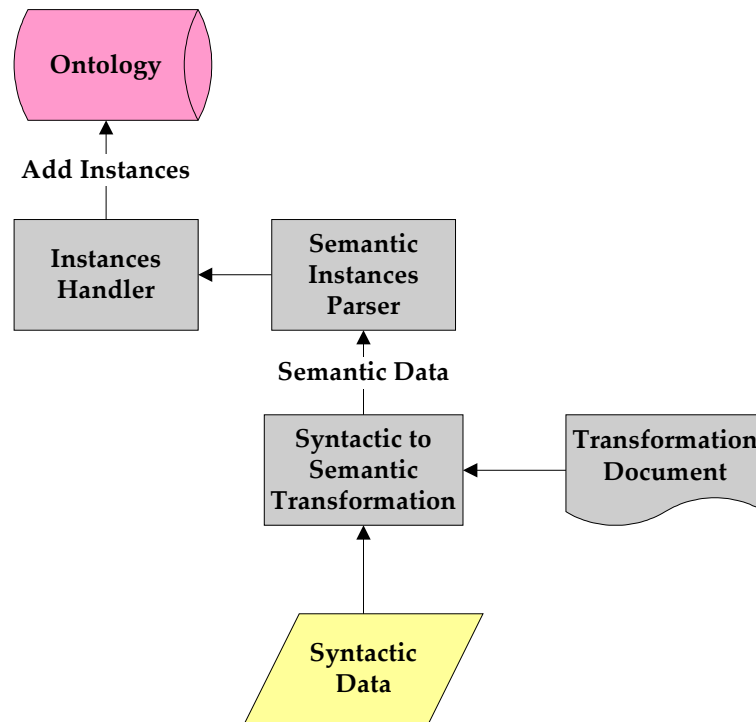 Ontology
Add Instances
Instances
Handler
Semantic
Instances
Parser
Semantic Data
Syntactic to
Semantic
Transformation
Transformation
Document
Syntactic
Data